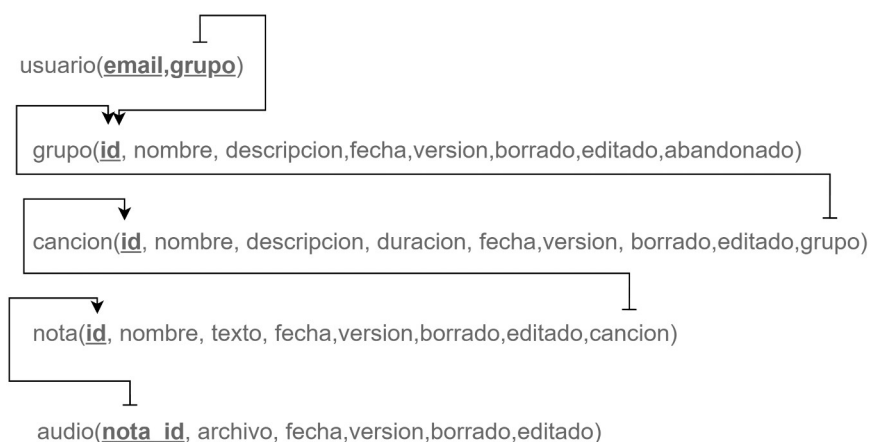 usuario(email,grupo)
grupo(id, nombre, descripcion,fecha,version,borrado,editado,abandonado)
cancion(id, nombre, descripcion, duracion, fecha,version, borrado,editado,grupo)
nota(id, nombre, texto, fecha,version,borrado,editado,cancion)
audio(nota_id, archivo, fecha,version,borrado,editado)